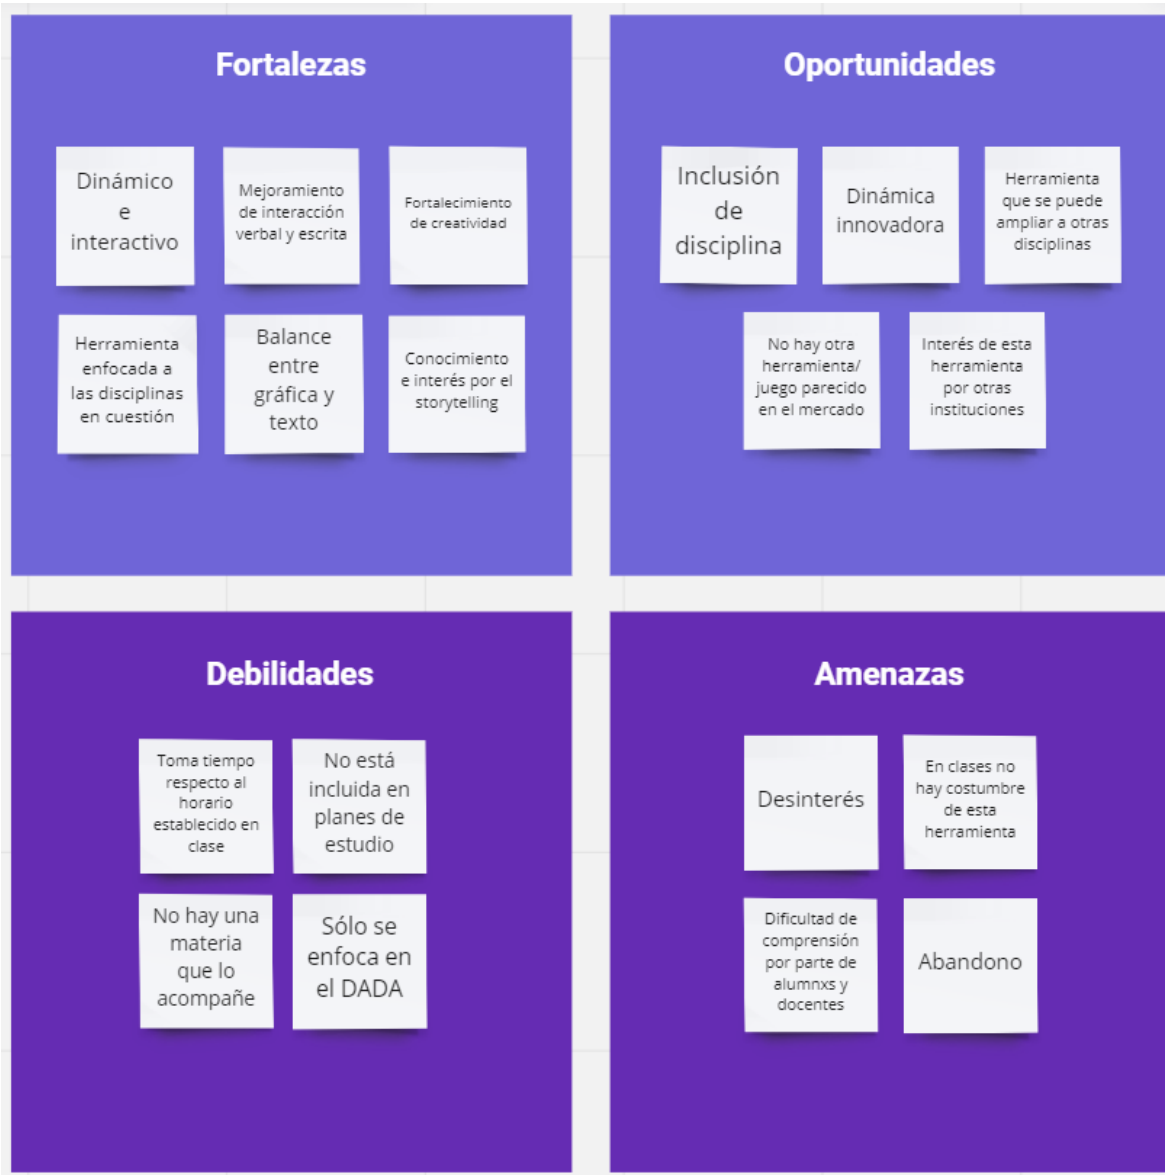 Fortalezas
Dinámico
e
interactivo
Mejoramiento
de interacción
verbal y escrita
Fortalecimiento
de creatividad
Herramienta
enfocada a
las disciplinas
en cuestión
Balance
entre
gráfica y
texto
Conocimiento
e interés por el
storytelling
Oportunidades
Inclusión
de
disciplina
Dinámica
innovadora
Herramienta
que se puede
ampliar a otras
disciplinas
No hay otra
herramienta/
juego parecido
en el mercado
Interés de esta
herramienta
por otras
instituciones
Debilidades
Toma tiempo
respecto al
horario
establecido en
clase
No está
incluida en
planes de
estudio
No hay una
materia
que lo
acompañe
Sólo se
enfoca en
el DADA
Amenazas
Desinterés
En clases no
hay costumbre
de esta
herramienta
Dificultad de
comprensión
por parte de
alumnxs y
docentes
Abandono